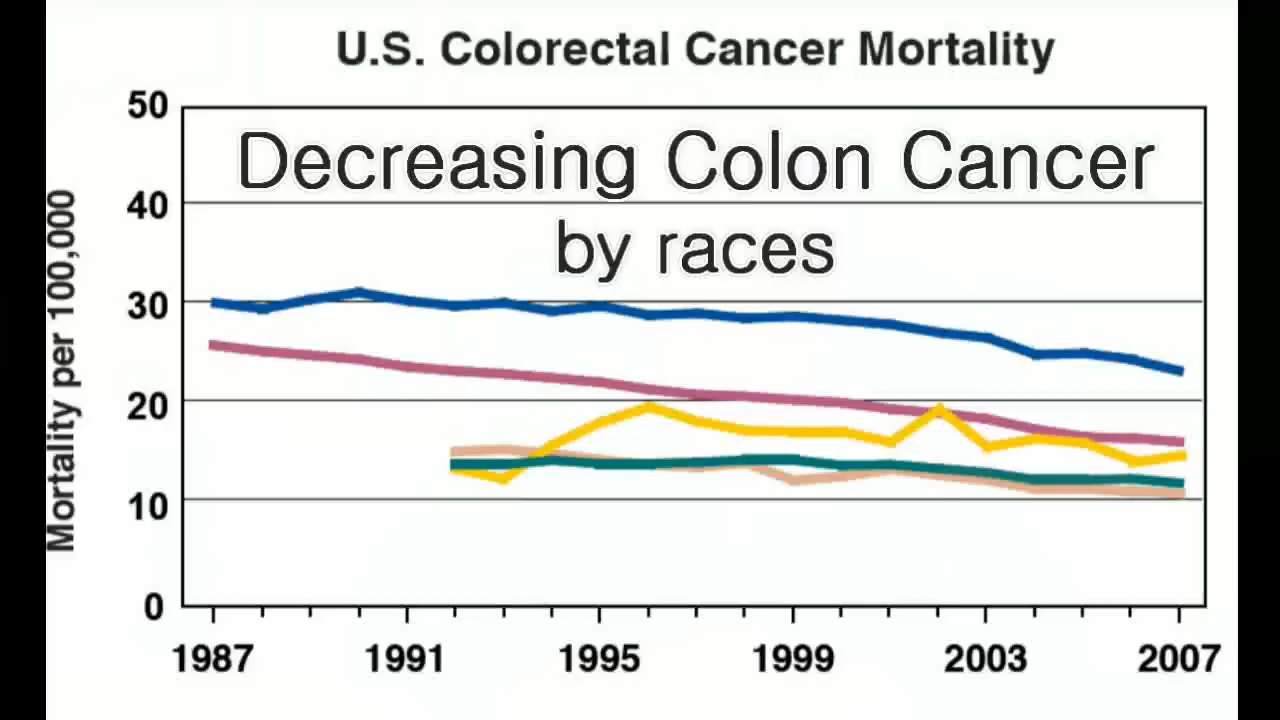 U.S. Colorectal Cancer Mortality
Decreasing Colon Cancer
by races
Mortality per 100,000
50
40
30
20
10
0
1987 1991 1995 1999 2003 2007